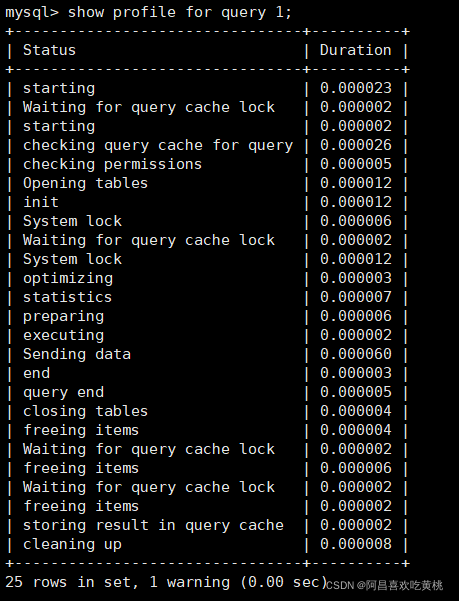 mysql> show profile for query 1;
+--------------------------------+----------+
| Status                         | Duration |
+--------------------------------+----------+
| starting                       | 0.000023 |
| Waiting for query cache lock   | 0.000002 |
| starting                       | 0.000002 |
| checking query cache for query | 0.000026 |
| checking permissions           | 0.000005 |
| Opening tables                 | 0.000012 |
| init                           | 0.000012 |
| System lock                    | 0.000006 |
| Waiting for query cache lock   | 0.000002 |
| System lock                    | 0.000012 |
| optimizing                     | 0.000003 |
| statistics                     | 0.000007 |
| preparing                      | 0.000006 |
| executing                      | 0.000002 |
| Sending data                   | 0.000060 |
| end                            | 0.000003 |
| query end                      | 0.000005 |
| closing tables                 | 0.000004 |
| freeing items                  | 0.000004 |
| Waiting for query cache lock   | 0.000002 |
| freeing items                  | 0.000006 |
| Waiting for query cache lock   | 0.000002 |
| freeing items                  | 0.000002 |
| storing result in query cache  | 0.000002 |
| cleaning up                    | 0.000008 |
+--------------------------------+----------+
25 rows in set, 1 warning (0.00 sec)
CSDN @阿昌喜欢吃黄桃